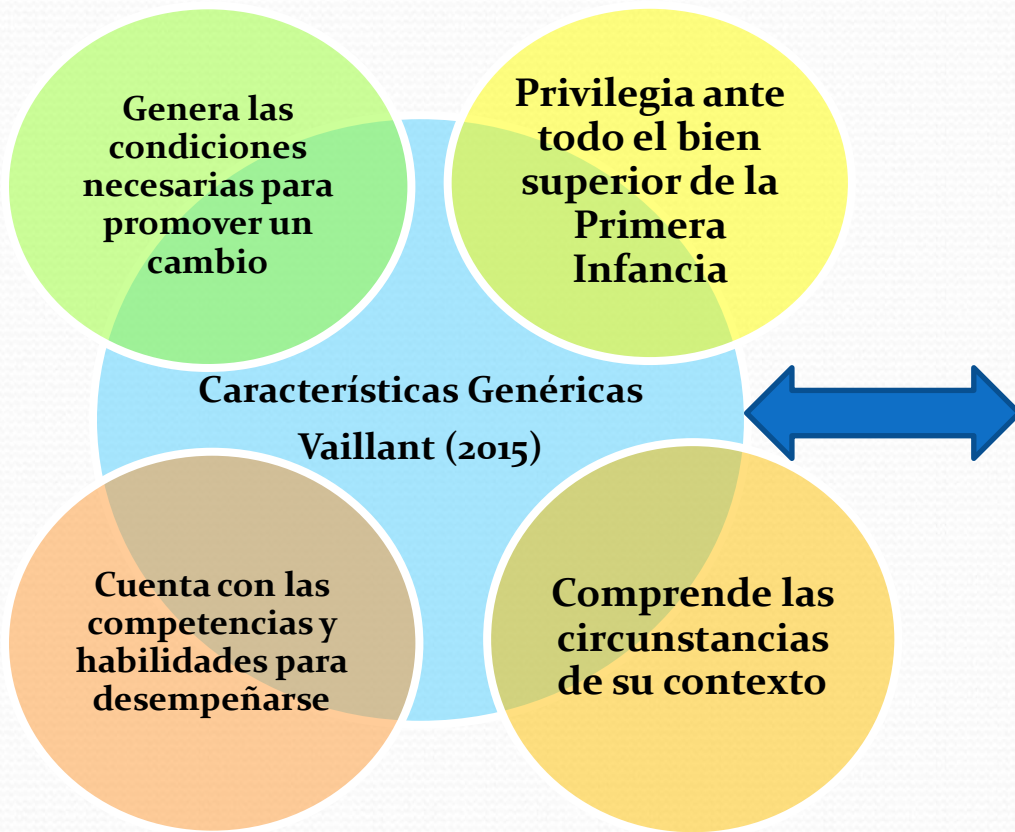 Genera las
condiciones
necesarias para
promover un
cambio
Privilegia ante
todo el bien
superior de la
Primera
Infancia
Características Genéricas
Vaillant (2015)
Cuenta con las
competencias y
habilidades para
desempeñarse
Comprende las
circunstancias
de su contexto